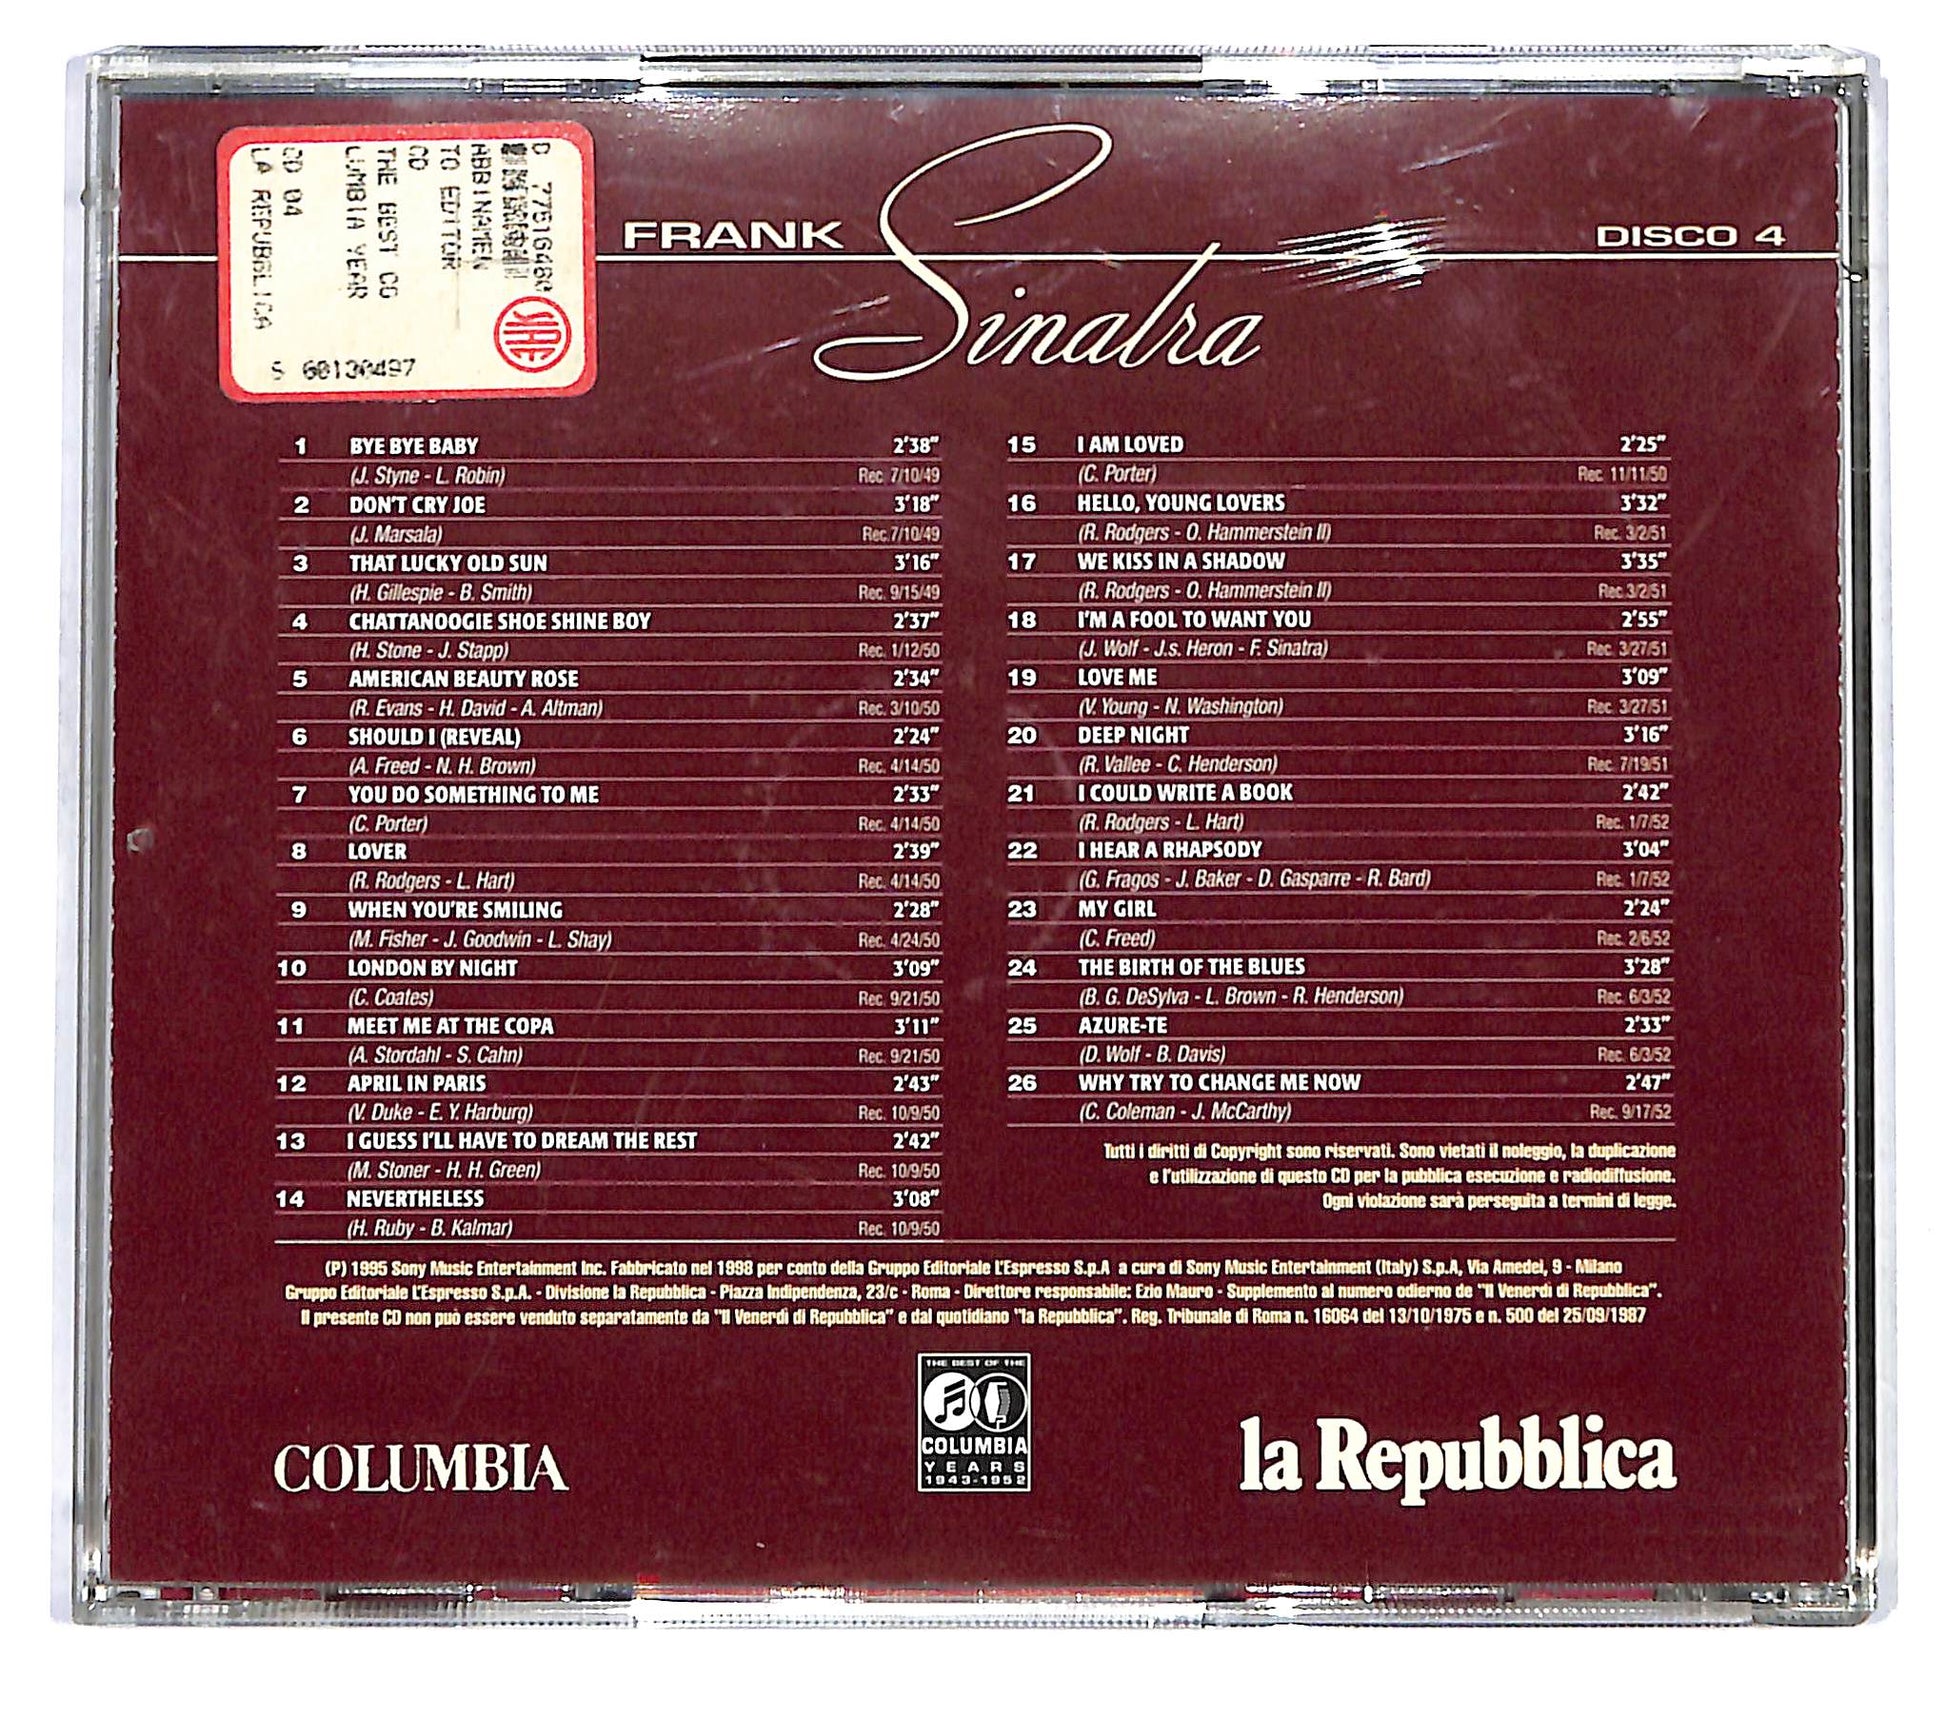 D 775164480
ABBINAMEN
TO EDITOR
CD
THE BEST CO
LUMBIA YEAR
CD 04
LA REPUBBLICA
SIAE
S 60130497
FRANK Sinatra
DISCO 4
1 BYE BYE BABY 2'38"
(J. Styne - L. Robin) Rec 7/10/49
2 DON'T CRY JOE 3'18"
(J. Marsala) Rec.7/10/49
3 THAT LUCKY OLD SUN 3'16"
(H. Gillespie - B. Smith) Rec. 9/15/49
4 CHATTANOOGIE SHOE SHINE BOY 2'37"
(H. Stone - J. Stapp) Rec. 1/12/50
5 AMERICAN BEAUTY ROSE 2'34"
(R. Evans - H. David - A. Altman) Rec. 3/10/50
6 SHOULD I (REVEAL) 2'24"
(A. Freed - N. H. Brown) Rec. 4/14/50
7 YOU DO SOMETHING TO ME 2'33"
(C. Porter) Rec. 4/14/50
8 LOVER 2'39"
(R. Rodgers - L. Hart) Rec. 4/14/50
9 WHEN YOU'RE SMILING 2'28"
(M. Fisher - J. Goodwin - L. Shay) Rec. 4/24/50
10 LONDON BY NIGHT 3'09"
(C. Coates) Rec. 9/21/50
11 MEET ME AT THE COPA 3'11"
(A. Stordahl - S. Cahn) Rec. 9/21/50
12 APRIL IN PARIS 2'43"
(V. Duke - E. Y. Harburg) Rec. 10/9/50
13 I GUESS I'LL HAVE TO DREAM THE REST 2'42"
(M. Stoner - H. H. Green) Rec. 10/9/50
14 NEVERTHELESS 3'08"
(H. Ruby - B. Kalmar) Rec. 10/9/50
15 I AM LOVED 2'25"
(C. Porter) Rec. 11/11/50
16 HELLO, YOUNG LOVERS 3'32"
(R. Rodgers - O. Hammerstein II) Rec. 3/2/51
17 WE KISS IN A SHADOW 3'35"
(R. Rodgers - O. Hammerstein II) Rec.3/2/51
18 I'M A FOOL TO WANT YOU 2'55"
(J. Wolf - J.s. Heron - F. Sinatra) Rec. 3/27/51
19 LOVE ME 3'09"
(V. Young - N. Washington) Rec. 3/27/51
20 DEEP NIGHT 3'16"
(R. Vallee - C. Henderson) Rec. 7/19/51
21 I COULD WRITE A BOOK 2'42"
(R. Rodgers - L. Hart) Rec. 1/7/52
22 I HEAR A RHAPSODY 3'04"
(G. Fragos - J. Baker - D. Gasparre - R. Bard) Rec. 1/7/52
23 MY GIRL 2'24"
(C. Freed) Rec. 2/6/52
24 THE BIRTH OF THE BLUES 3'28"
(B. G. DeSylva - L. Brown - R. Henderson) Rec. 6/3/52
25 AZURE-TE 2'33"
(D. Wolf - B. Davis) Rec. 6/3/52
26 WHY TRY TO CHANGE ME NOW 2'47"
(C. Coleman - J. McCarthy) Rec. 9/17/52
Tutti i diritti di Copyright sono riservati. Sono vietati il noleggio, la duplicazione
e l'utilizzazione di questo CD per la pubblica esecuzione e radiodiffusione.
Ogni violazione sarà perseguita a termini di legge.
(P) 1995 Sony Music Entertainment Inc. Fabbricato nel 1998 per conto della Gruppo Editoriale L'Espresso S.p.A a cura di Sony Music Entertainment (Italy) S.p.A, Via Amedei, 9 - Milano
Gruppo Editoriale L'Espresso S.p.A. - Divisione la Repubblica - Piazza Indipendenza, 23/c - Roma - Direttore responsabile: Ezio Mauro - Supplemento al numero odierno de "Il Venerdì di Repubblica".
Il presente CD non può essere venduto separatamente da "Il Venerdì di Repubblica" e dal quotidiano "la Repubblica". Reg. Tribunale di Roma n. 16064 del 13/10/1975 e n. 500 del 25/09/1987
THE BEST OF THE
COLUMBIA
YEARS
1943-1952
COLUMBIA
la Repubblica